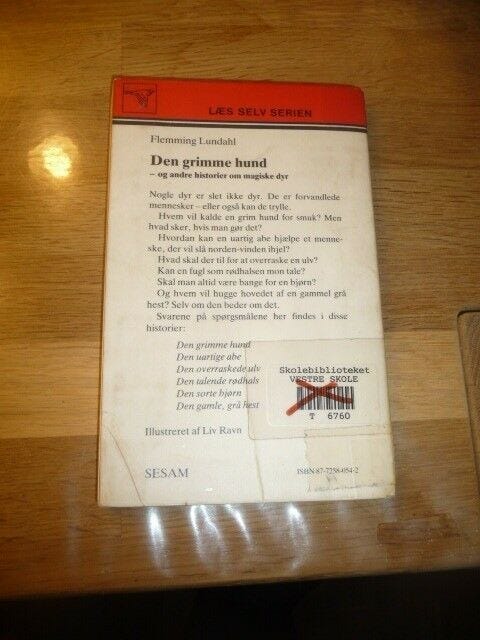 LÆS SELV SERIEN
Flemming Lundahl
Den grimme hund
– og andre historier om magiske dyr
Nogle dyr er slet ikke dyr. De er forvandlede
mennesker – eller også kan de trylle.
Hvem vil kalde en grim hund for smuk? Men
hvad sker, hvis man gør det?
Hvordan kan en uartig abe hjælpe et menne-
ske, der vil slå norden-vinden ihjel?
Hvad skal der til for at overraske en ulv?
Kan en fugl som rødhalsen mon tale?
Skal man altid være bange for en bjørn?
Og hvem vil hugge hovedet af en gammel grå
hest? Selv om den beder om det.
Svarene på spørgsmålene her findes i disse
historier:
Den grimme hund
Den uartige abe
Den overraskede ulv
Den talende rødhals
Den sorte bjørn
Den gamle, grå hest
Skolebiblioteket
VESTRE SKOLE
T 6760
Illustreret af Liv Ravn
SESAM
ISBN 87-7258-054-2